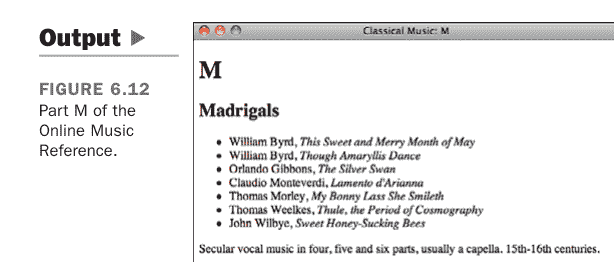 Output
FIGURE 6.12
Part M of the
Online Music
Reference.
Classical Music: M
M
Madrigals
• William Byrd, This Sweet and Merry Month of May
• William Byrd, Though Amaryllis Dance
• Orlando Gibbons, The Silver Swan
• Claudio Monteverdi, Lamento d'Arianna
• Thomas Morley, My Bonny Lass She Smileth
• Thomas Weelkes, Thule, the Period of Cosmography
• John Wilbye, Sweet Honey-Sucking Bees
Secular vocal music in four, five and six parts, usually a capella. 15th-16th centuries.